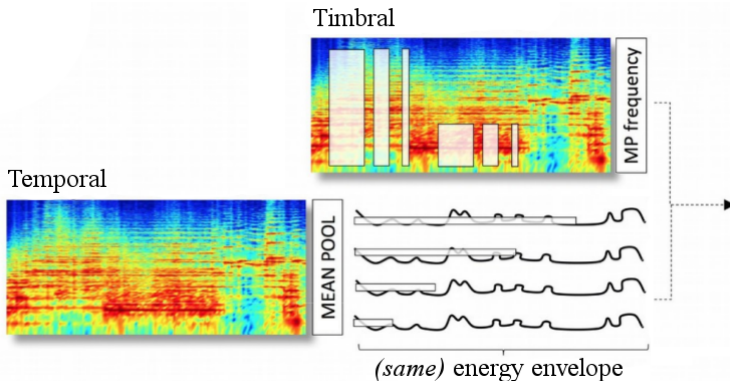 Timbral
MP frequency
Temporal
MEAN POOL
(same) energy envelope